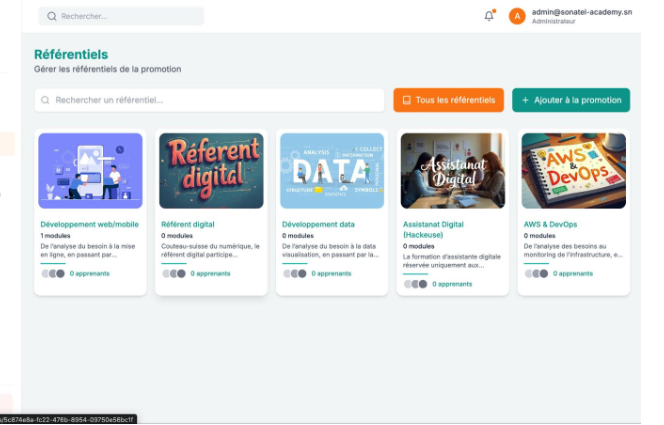 Rechercher...
A
admin@sonatel-academy.sn
Administrateur
Référentiels
Gérer les référentiels de la promotion
Rechercher un référentiel...
Tous les référentiels
+ Ajouter à la promotion
Réferent
digital
ANALYSIS
COLLECT
INFORMATION
DATA
STRUCTURE
STATISTICS
SYMBOLS
Assistanat
Digital
AWS
&
DevOps
Développement web/mobile
1 modules
De l'analyse du besoin à la mise
en ligne, en passant par...
0 apprenants
Référent digital
0 modules
Couteau-suisse du numérique, le
référent digital participe...
0 apprenants
Développement data
0 modules
De l'analyse du besoin à la data
visualisation, en passant par la...
0 apprenants
Assistanat Digital
(Hackeuse)
0 modules
La formation d'assistante digitale
réservée uniquement aux...
0 apprenants
AWS & DevOps
0 modules
De l'analyse des besoins au
monitoring de l'infrastructure, e...
0 apprenants
/5c874e8a-fc22-476b-8954-09750e56bc1f